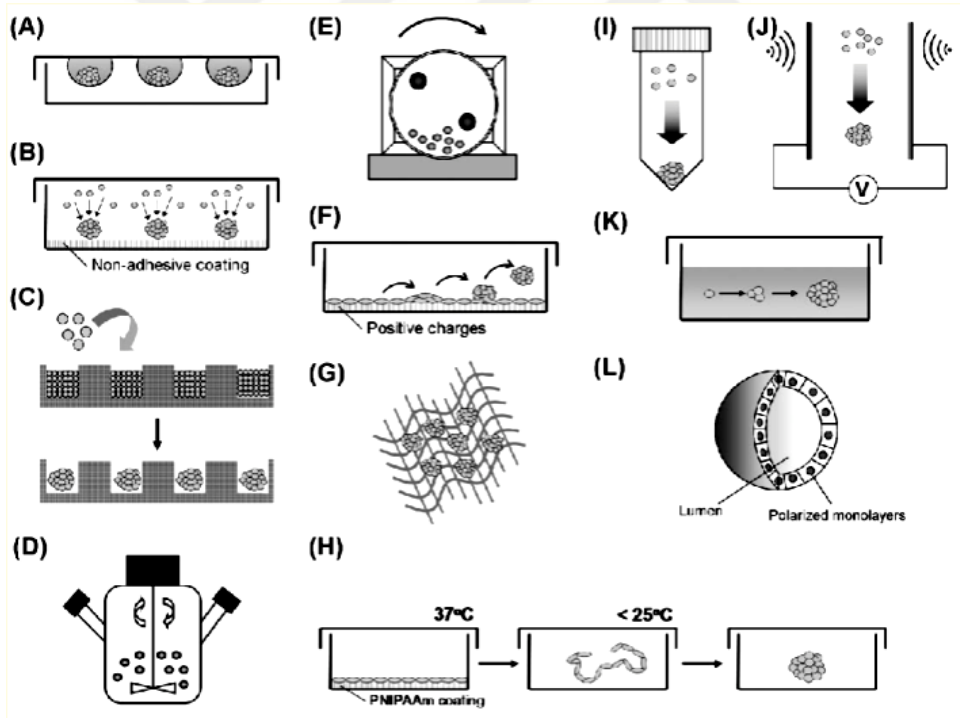 (A)
(B)
Non-adhesive coating
(C)
(D)
(E)
(F)
Positive charges
(G)
(H)
37°C
< 25°C
PNIPAAm coating
(I)
(J)
V
(K)
(L)
Lumen
Polarized monolayers